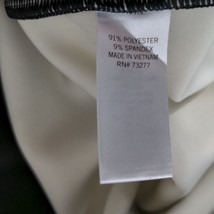 91% POLYESTER
9% SPANDEX
MADE IN VIETNAM
RN# 73277